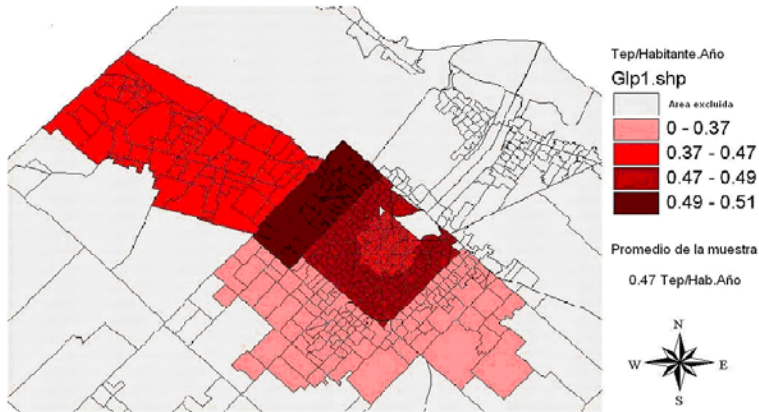 Tep/Habitante.Año
Glp1.shp
Area excluida
0 - 0.37
0.37 - 0.47
0.47 - 0.49
0.49 - 0.51
Promedio de la muestra
0.47 Tep/Hab.Año
N
W
E
S